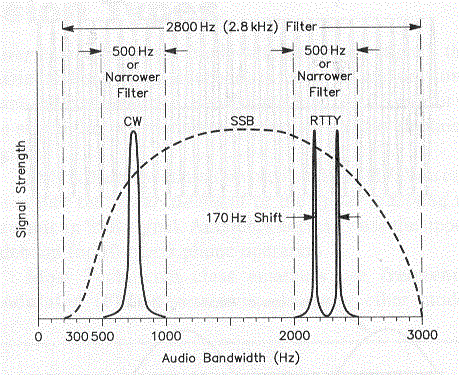 2800 Hz (2.8 kHz) Filter
500 Hz
or
Narrower
Filter
500 Hz
or
Narrower
Filter
CW
SSB
RTTY
170 Hz Shift
Signal Strength
0 300 500 1000 2000 3000
Audio Bandwidth (Hz)